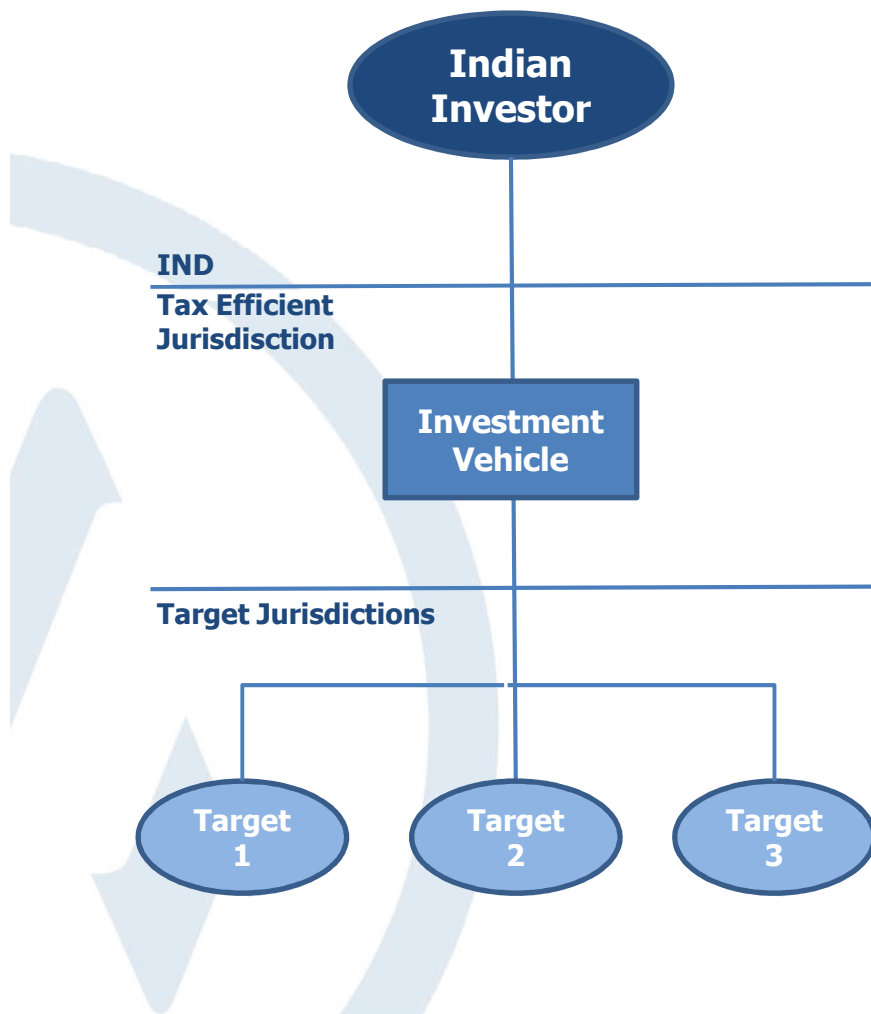 Indian
Investor
IND
Tax Efficient
Jurisdisction
Investment
Vehicle
Target Jurisdictions
Target
1
Target
2
Target
3